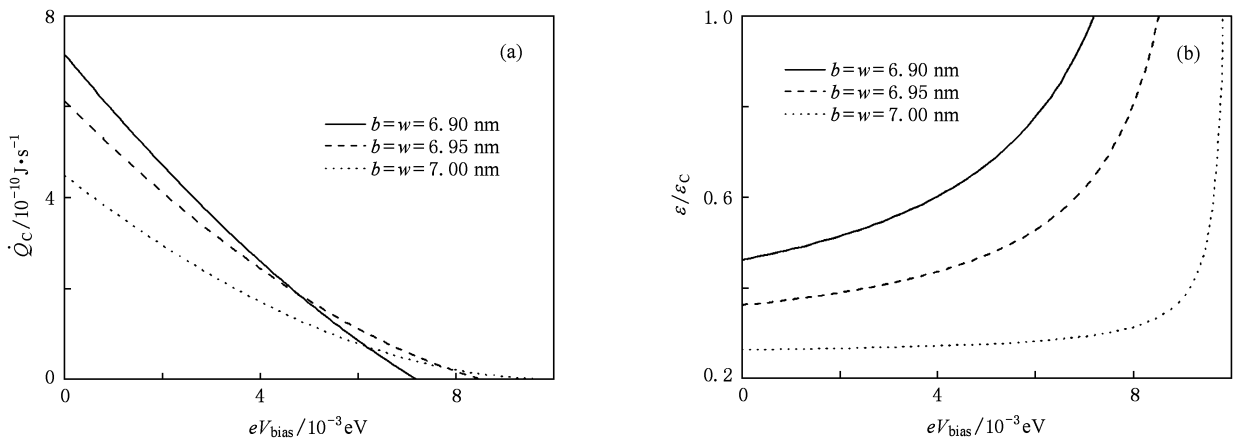 8
4
0
Q̇C/10⁻¹⁰J·s⁻¹
(a)
b=w=6.90 nm
b=w=6.95 nm
b=w=7.00 nm
0
4
8
eVbias/10⁻³eV
1.0
0.6
0.2
ε/εC
(b)
b=w=6.90 nm
b=w=6.95 nm
b=w=7.00 nm
0
4
8
eVbias/10⁻³eV